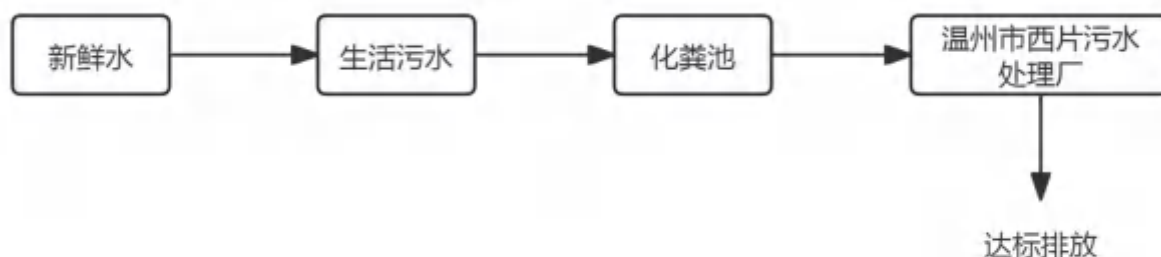 新鲜水
生活污水
化粪池
温州市西片污水
处理厂
达标排放